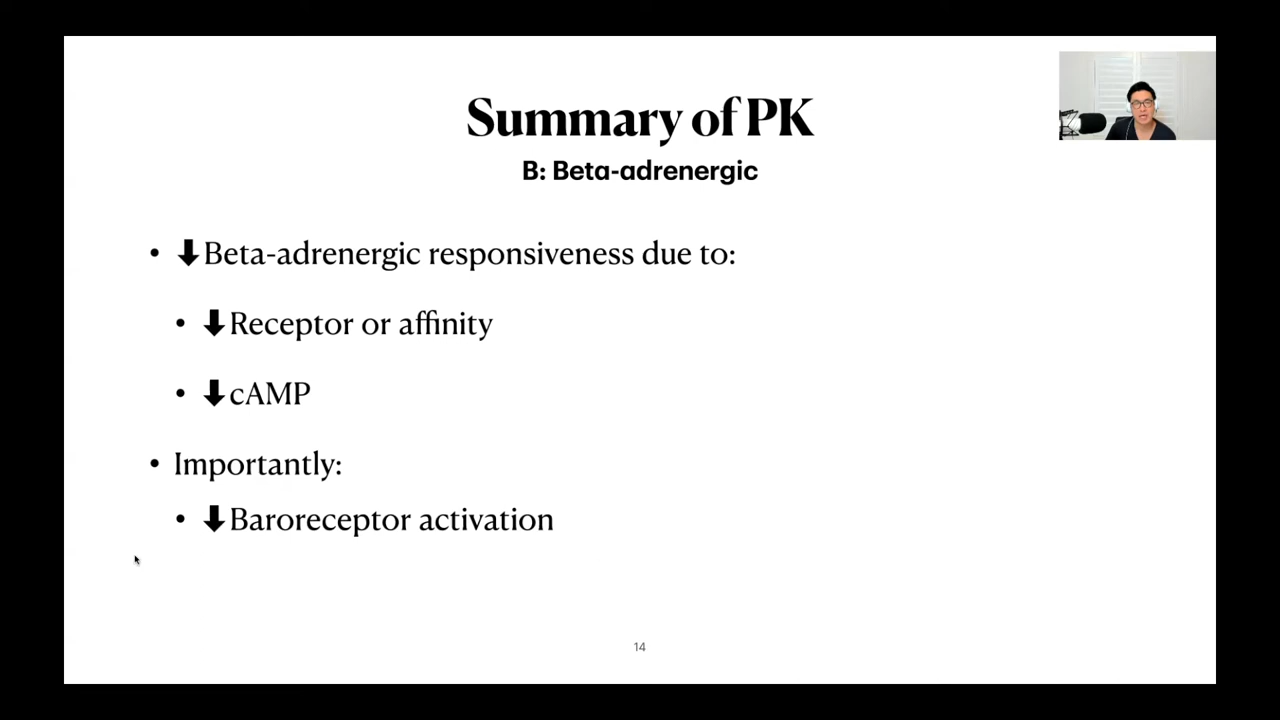 Summary of PK
B: Beta-adrenergic
• ⬇Beta-adrenergic responsiveness due to:
• ⬇Receptor or affinity
• ⬇cAMP
• Importantly:
• ⬇Baroreceptor activation
14